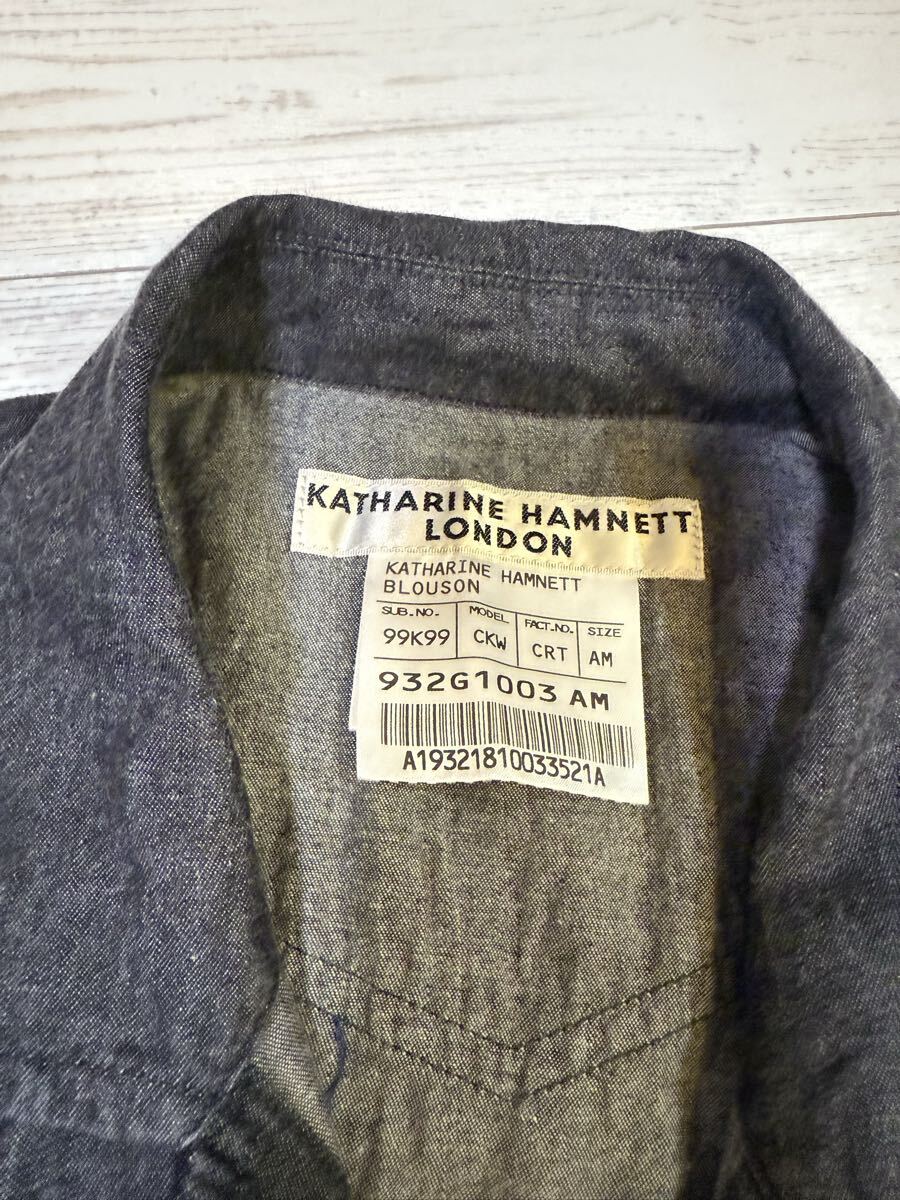 KATHARINE HAMNETT
LONDON
KATHARINE HAMNETT
BLOUSON
SUB.NO. MODEL FACT.NO. SIZE
99K99 CKW CRT AM
932G1003 AM
A19321810033521A